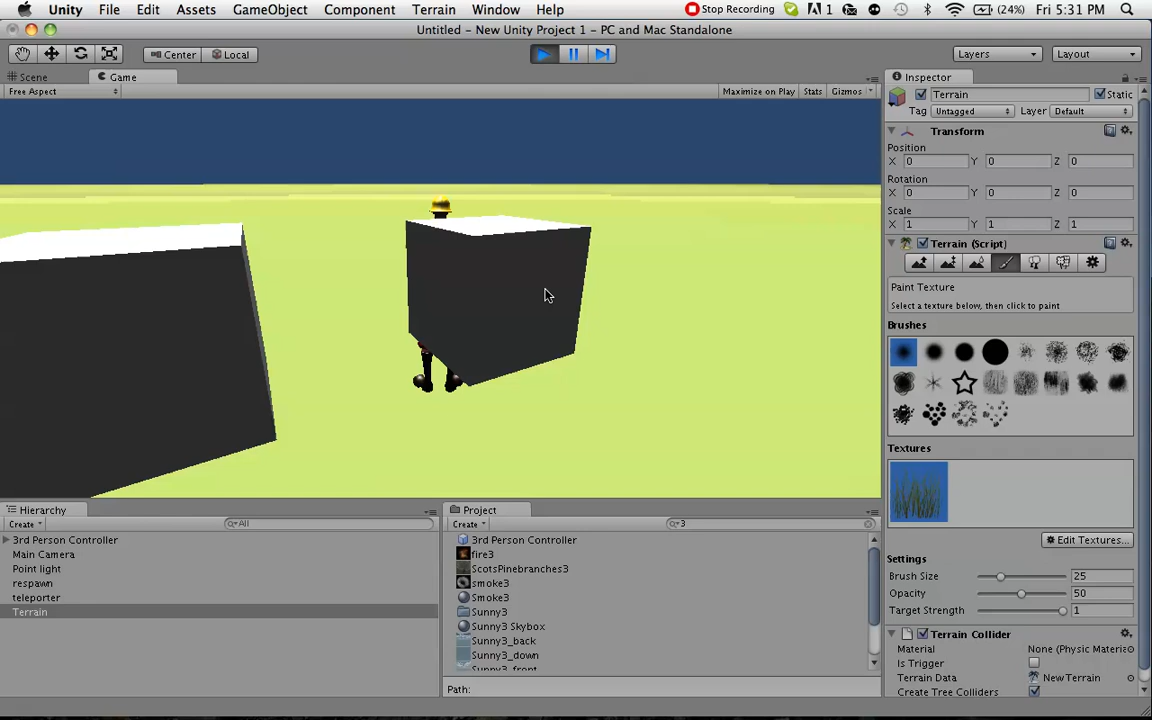 Unity File Edit Assets GameObject Component Terrain Window Help Stop Recording 1 (24%) Fri 5:31 PM
Untitled - New Unity Project 1 - PC and Mac Standalone
Center Local Layers Layout
Scene Game Inspector
Free Aspect Maximize on Play Stats Gizmos
Terrain Static
Tag Untagged Layer Default
Transform
Position
X 0 Y 0 Z 0
Rotation
X 0 Y 0 Z 0
Scale
X 1 Y 1 Z 1
Terrain (Script)
Paint Texture
Select a texture below, then click to paint
Brushes
Textures
Edit Textures...
Settings
Brush Size 25
Opacity 50
Target Strength 1
Terrain Collider
Material None (Physic Materia
Is Trigger
Terrain Data New Terrain
Create Tree Colliders
Hierarchy
Create All
3rd Person Controller
Main Camera
Point light
respawn
teleporter
Terrain
Project
Create 3
3rd Person Controller
fire3
ScotsPinebranches3
smoke3
Smoke3
Sunny3
Sunny3 Skybox
Sunny3_back
Sunny3_down
Sunny3_front
Path: